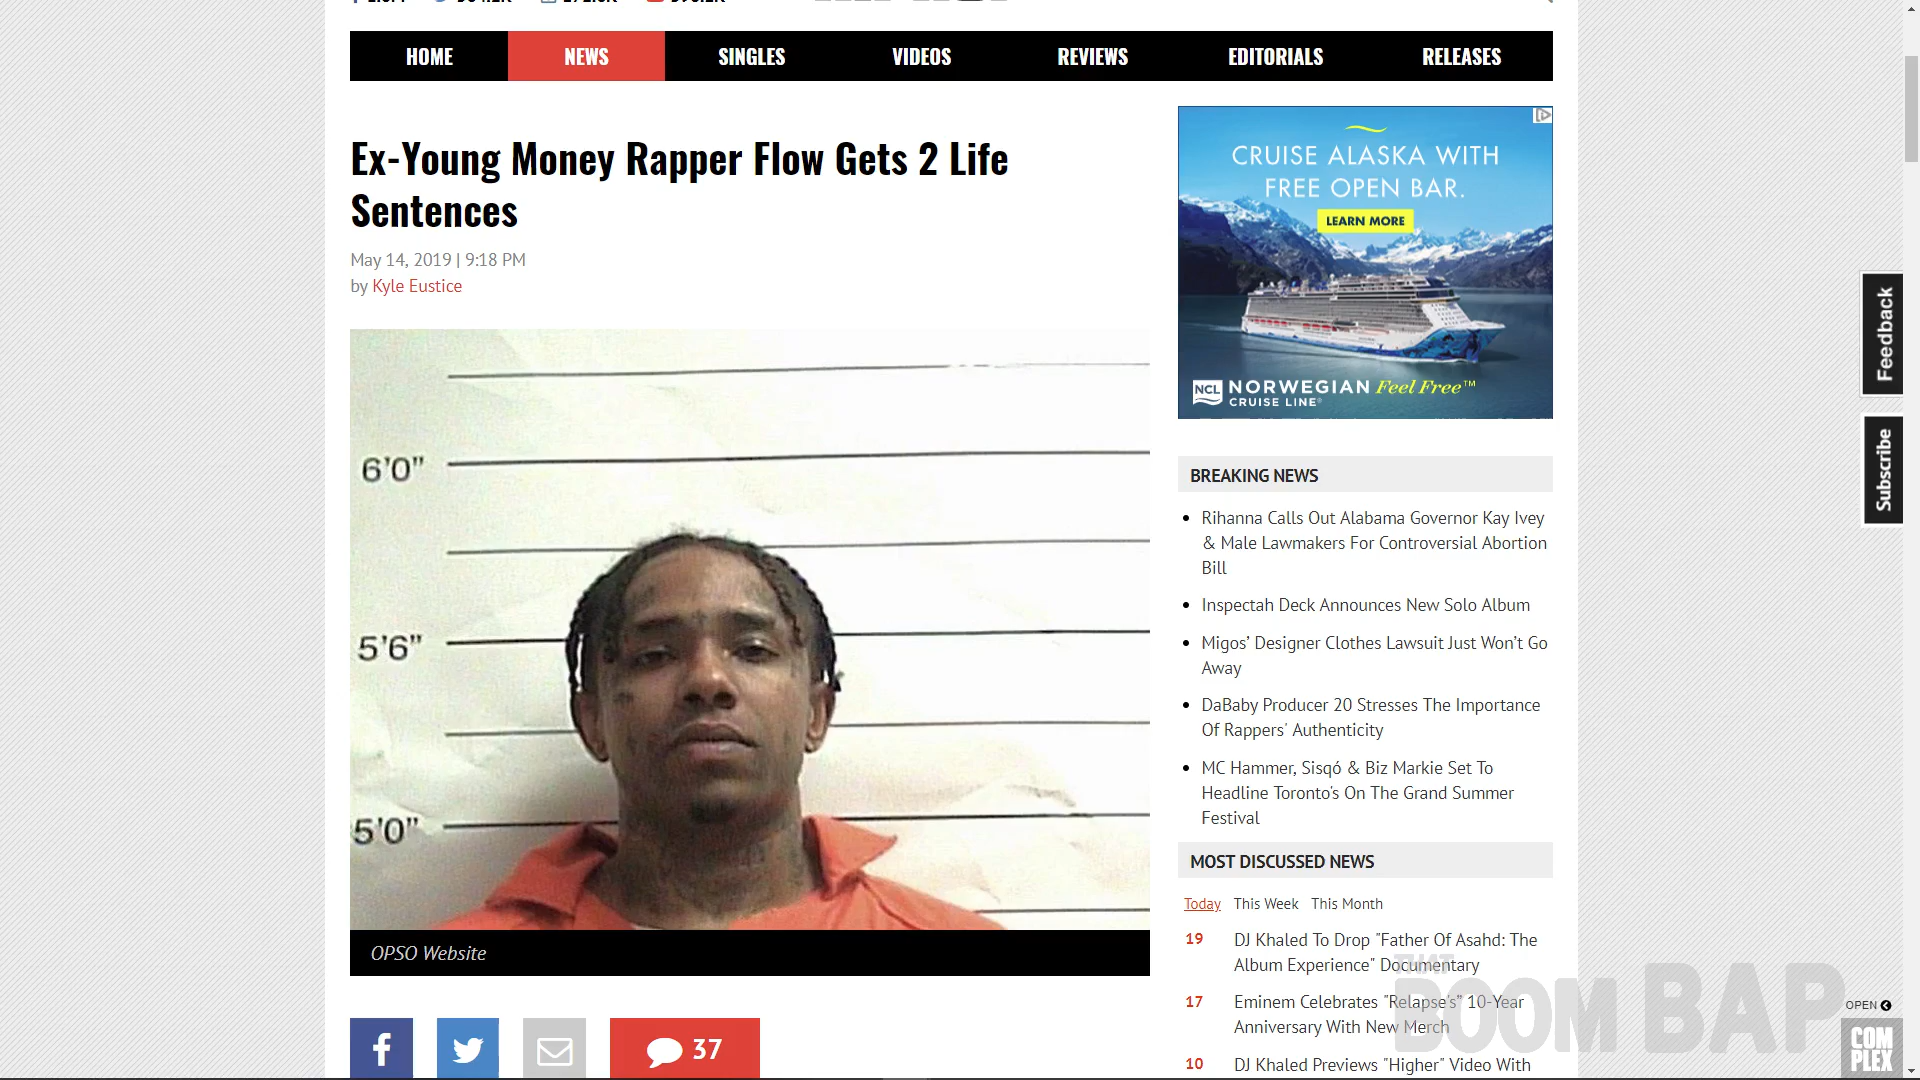 HOME NEWS SINGLES VIDEOS REVIEWS EDITORIALS RELEASES
Ex-Young Money Rapper Flow Gets 2 Life
Sentences
May 14, 2019 | 9:18 PM
by Kyle Eustice
6'0"
5'6"
5'0"
OPSO Website
37
CRUISE ALASKA WITH
FREE OPEN BAR.
LEARN MORE
NCL NORWEGIAN Feel Free™
CRUISE LINE®
BREAKING NEWS
Rihanna Calls Out Alabama Governor Kay Ivey
& Male Lawmakers For Controversial Abortion
Bill
Inspectah Deck Announces New Solo Album
Migos’ Designer Clothes Lawsuit Just Won’t Go
Away
DaBaby Producer 20 Stresses The Importance
Of Rappers' Authenticity
MC Hammer, Sisqó & Biz Markie Set To
Headline Toronto's On The Grand Summer
Festival
MOST DISCUSSED NEWS
Today This Week This Month
19 DJ Khaled To Drop "Father Of Asahd: The
Album Experience" Documentary
17 Eminem Celebrates "Relapse's” 10-Year
Anniversary With New Merch
10 DJ Khaled Previews "Higher" Video With
Feedback
Subscribe
THAT
BOOM BAP
OPEN
COM
PLEX